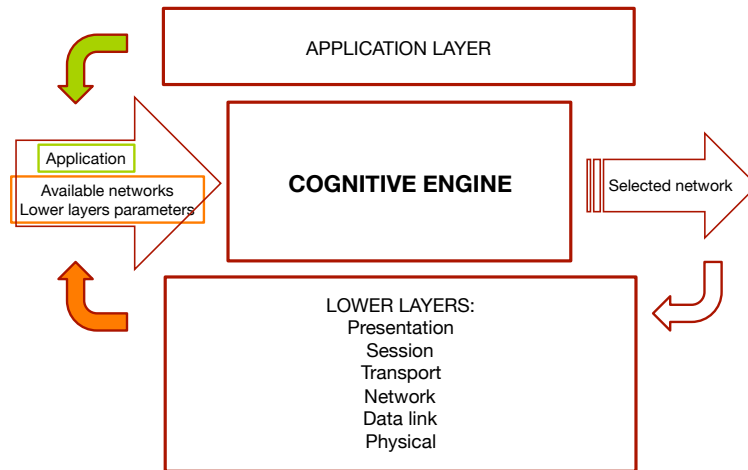 APPLICATION LAYER
Application
Available networks
Lower layers parameters
COGNITIVE ENGINE
Selected network
LOWER LAYERS:
Presentation
Session
Transport
Network
Data link
Physical